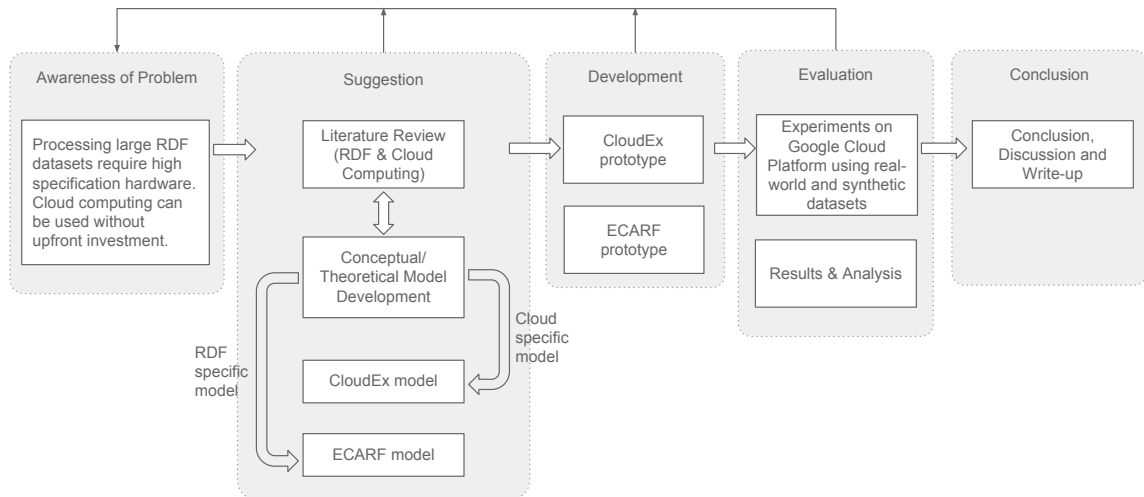 Awareness of Problem
Processing large RDF
datasets require high
specification hardware.
Cloud computing can
be used without
upfront investment.
Suggestion
Literature Review
(RDF & Cloud
Computing)
Conceptual/
Theoretical Model
Development
RDF
specific
model
Cloud
specific
model
CloudEx model
ECARF model
Development
CloudEx
prototype
ECARF
prototype
Evaluation
Experiments on
Google Cloud
Platform using real-
world and synthetic
datasets
Results & Analysis
Conclusion
Conclusion,
Discussion and
Write-up